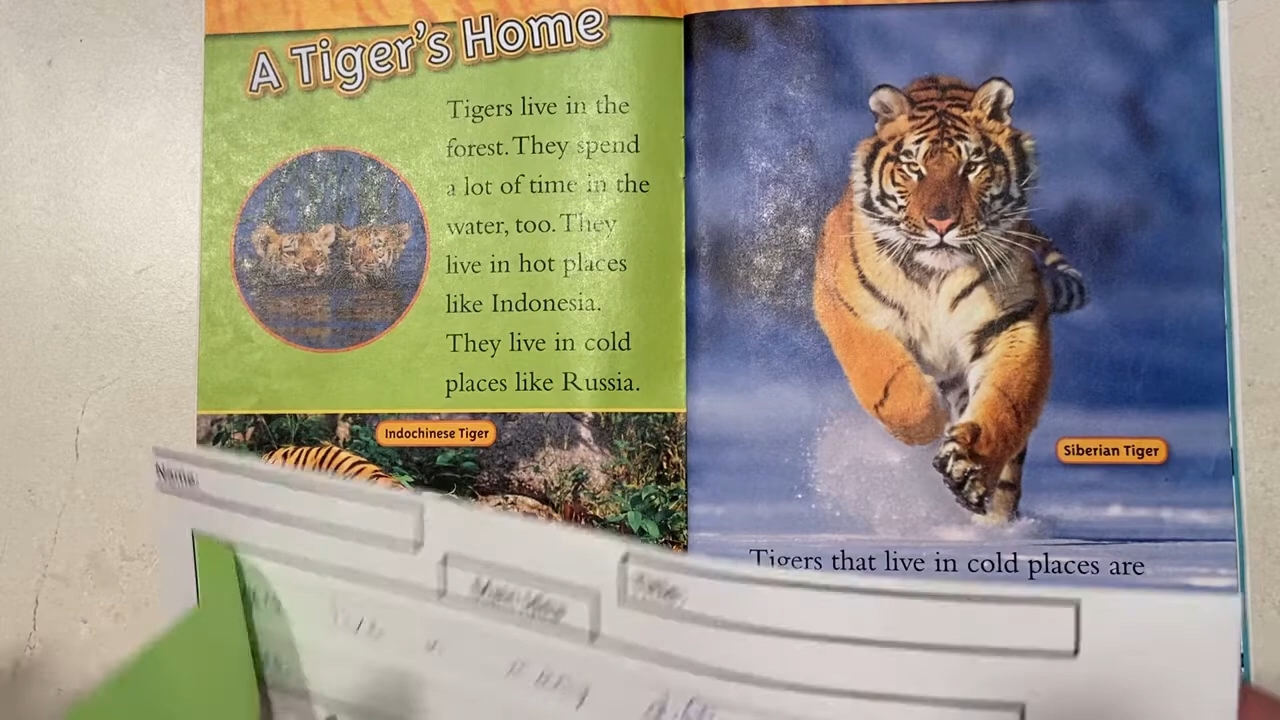 A Tiger's Home
Tigers live in the
forest. They spend
a lot of time in the
water, too. They
live in hot places
like Indonesia.
They live in cold
places like Russia.
Indochinese Tiger
Siberian Tiger
Tigers that live in cold places are
Name: